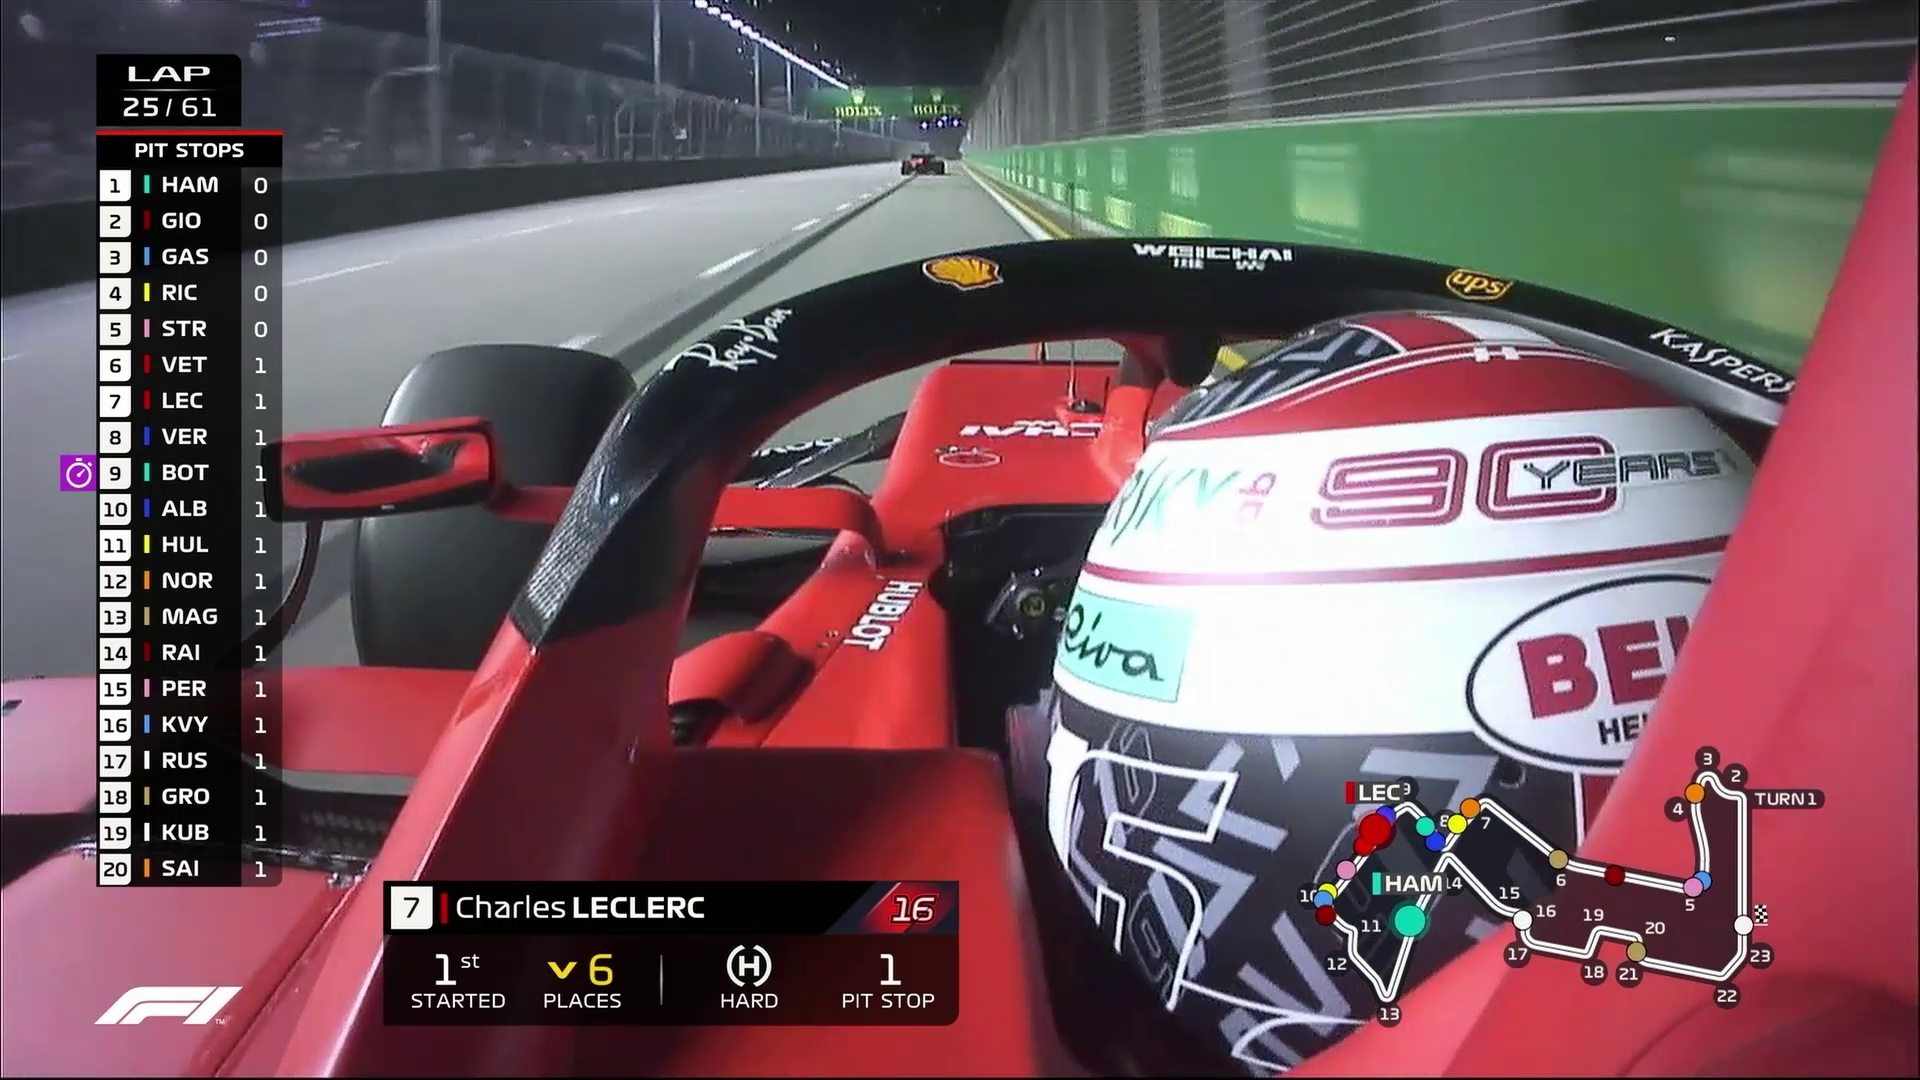 LAP
25/61
PIT STOPS
1 HAM 0
2 GIO 0
3 GAS 0
4 RIC 0
5 STR 0
6 VET 1
7 LEC 1
8 VER 1
9 BOT 1
10 ALB 1
11 HUL 1
12 NOR 1
13 MAG 1
14 RAI 1
15 PER 1
16 KVY 1
17 RUS 1
18 GRO 1
19 KUB 1
20 SAI 1
ROLEX ROLEX
WEICHAI
ups
Ray-Ban
KASPERS
90 YEARS
HUBLOT
Riva
BEL
HEL
7 Charles LECLERC 16
1st STARTED
6 PLACES
H HARD
1 PIT STOP
F1
LEC
HAM
TURN 1
2
3
4
5
6
7
8
9
10
11
12
13
14
15
16
17
18
19
20
21
22
23